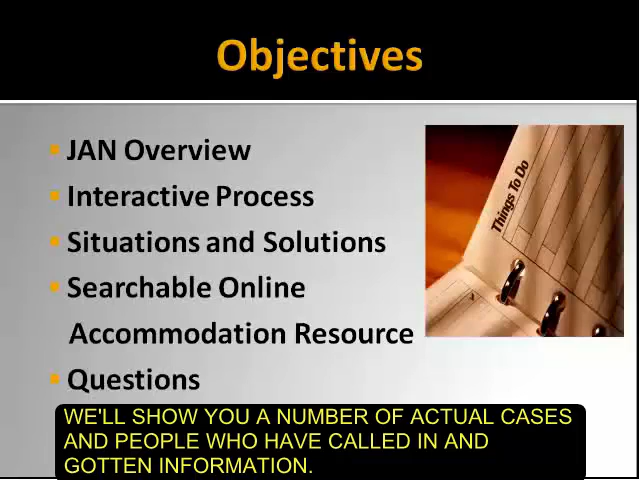 Objectives
JAN Overview
Interactive Process
Situations and Solutions
Searchable Online
Accommodation Resource
Questions
Things To Do
WE'LL SHOW YOU A NUMBER OF ACTUAL CASES
AND PEOPLE WHO HAVE CALLED IN AND
GOTTEN INFORMATION.